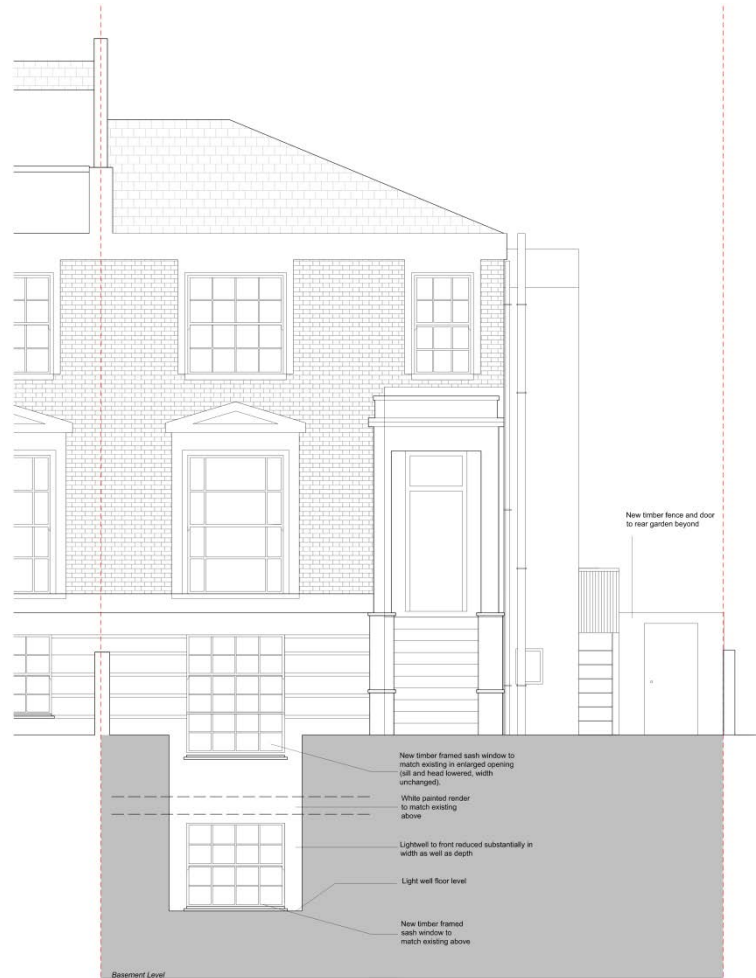 New timber fence and door
to rear garden beyond
New timber framed sash window to
match existing in enlarged opening
(sill and head lowered, width
unchanged).
White painted render
to match existing
above
Lightwell to front reduced substantially in
width as well as depth
Light well floor level
New timber framed
sash window to
match existing above
Basement Level